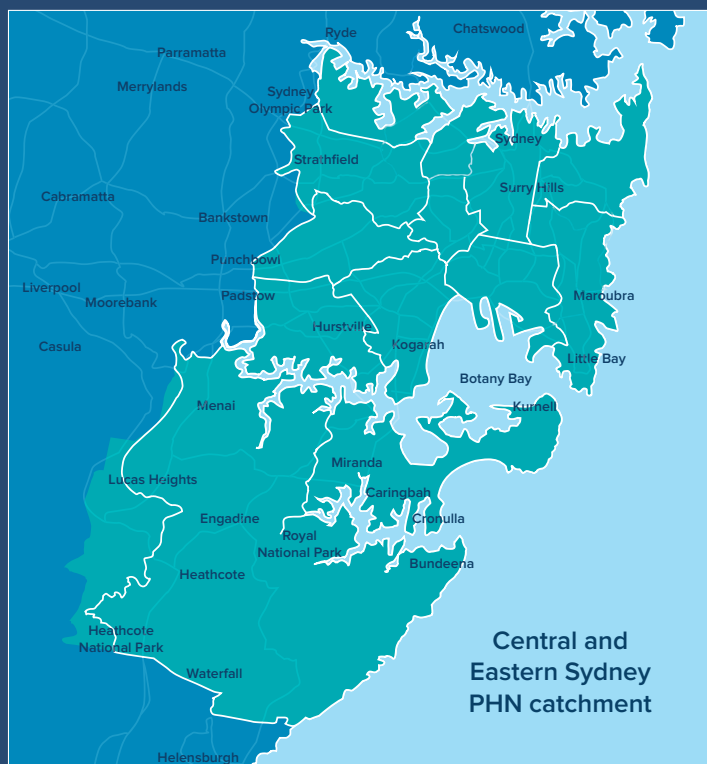 Ryde
Chatswood
Parramatta
Merrylands
Sydney
Olympic Park
Sydney
Strathfield
Surry Hills
Cabramatta
Bankstown
Punchbowl
Liverpool
Moorebank
Padstow
Maroubra
Hurstville
Kogarah
Casula
Little Bay
Botany Bay
Menai
Kurnell
Miranda
Lucas Heights
Caringbah
Engadine
Cronulla
Royal
National Park
Bundeena
Heathcote
Heathcote
National Park
Waterfall
Central and
Eastern Sydney
PHN catchment
Helensburgh